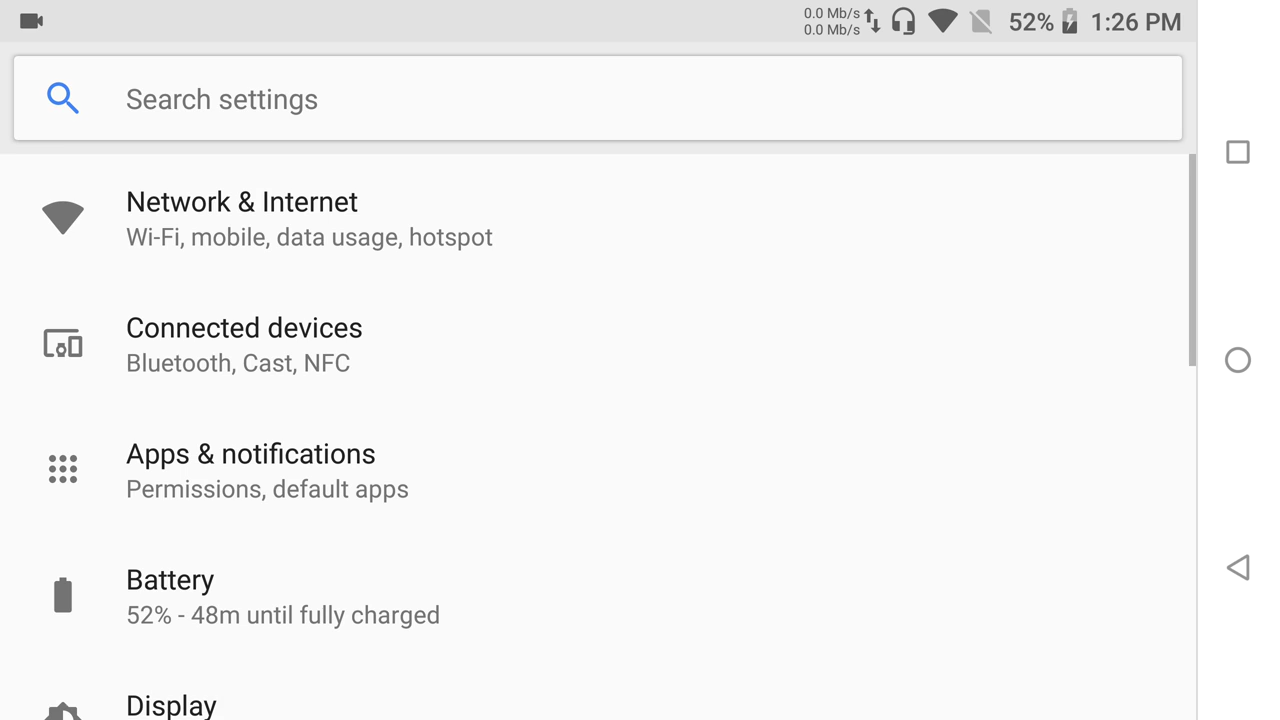 0.0 Mb/s
0.0 Mb/s
52%
1:26 PM
Search settings
Network & Internet
Wi-Fi, mobile, data usage, hotspot
Connected devices
Bluetooth, Cast, NFC
Apps & notifications
Permissions, default apps
Battery
52% - 48m until fully charged
Display